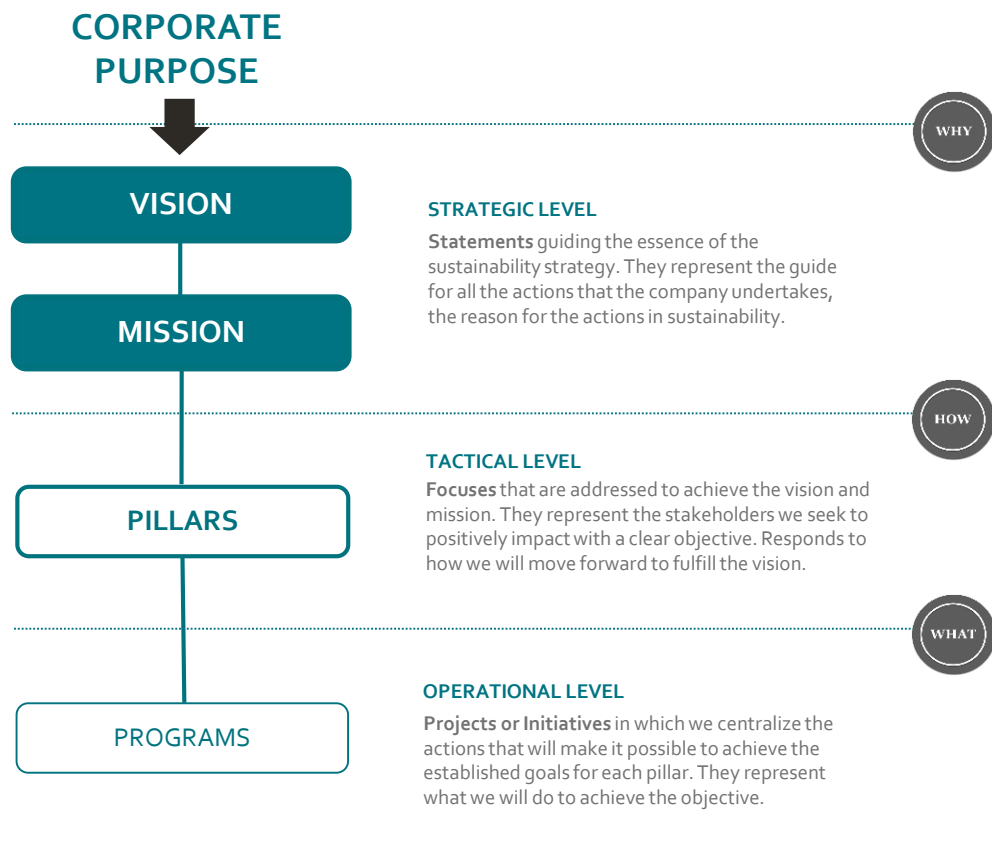 CORPORATE
PURPOSE
WHY
VISION
STRATEGIC LEVEL
Statements guiding the essence of the
sustainability strategy. They represent the guide
for all the actions that the company undertakes,
the reason for the actions in sustainability.
MISSION
HOW
TACTICAL LEVEL
Focuses that are addressed to achieve the vision and
mission. They represent the stakeholders we seek to
positively impact with a clear objective. Responds to
how we will move forward to fulfill the vision.
PILLARS
WHAT
OPERATIONAL LEVEL
Projects or Initiatives in which we centralize the
actions that will make it possible to achieve the
established goals for each pillar. They represent
what we will do to achieve the objective.
PROGRAMS